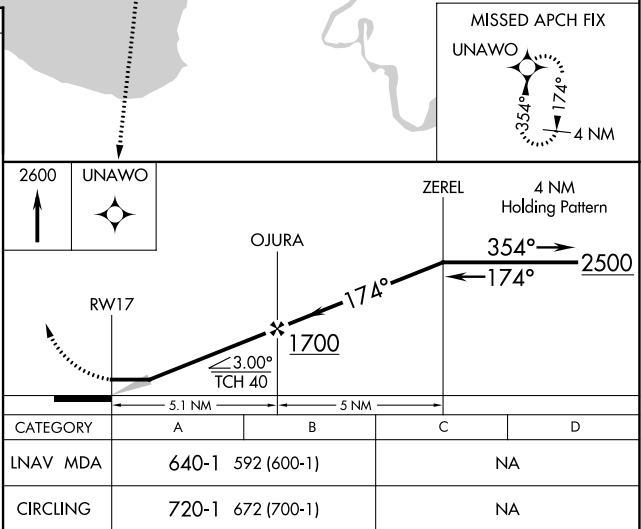 MISSED APCH FIX
UNAWO
354°
174°
4 NM
2600
UNAWO
ZEREL
4 NM
Holding Pattern
OJURA
354°
174°
2500
174°
RW17
1700
3.00°
TCH 40
5.1 NM
5 NM
CATEGORY A B C D
LNAV MDA 640-1 592 (600-1) NA
CIRCLING 720-1 672 (700-1) NA